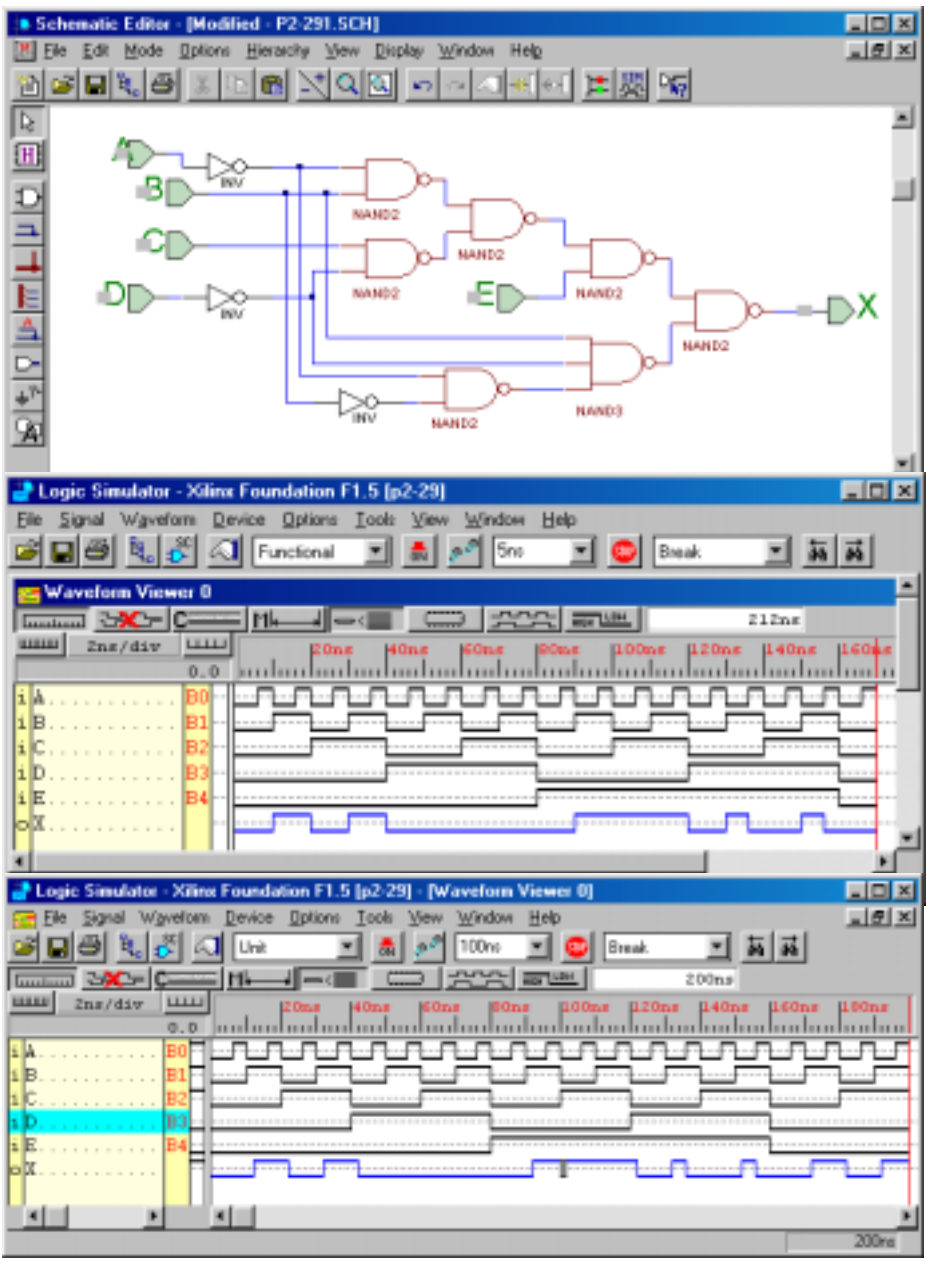 Schematic Editor - [Modified - P2-291.SCH]
File Edit Mode Options Hierarchy View Display Window Help
SIM
H
A
INV
B
NAND2
C
NAND2
D
INV
NAND2
E
NAND2
X
NAND2
NAND3
INV
NAND2
Logic Simulator - Xilinx Foundation F1.5 [p2-29]
File Signal Waveform Device Options Tools View Window Help
Functional ON 5ns STOP Break
Waveform Viewer 0
212ns
2ns/div 20ns 40ns 60ns 80ns 100ns 120ns 140ns 160ns
0.0
i A. . . . . . . . . . . . B0
i B. . . . . . . . . . . . B1
i C. . . . . . . . . . . . B2
i D. . . . . . . . . . . . B3
i E. . . . . . . . . . . . B4
o X. . . . . . . . . . . .
Logic Simulator - Xilinx Foundation F1.5 [p2-29] - [Waveform Viewer 0]
File Signal Waveform Device Options Tools View Window Help
Unit ON 100ns STOP Break
200ns
2ns/div 20ns 40ns 60ns 80ns 100ns 120ns 140ns 160ns 180ns
0.0
i A. . . . . . . . . . . B0
i B. . . . . . . . . . . B1
i C. . . . . . . . . . . B2
i D. . . . . . . . . . . B3
i E. . . . . . . . . . . B4
o X. . . . . . . . . . .
200ns